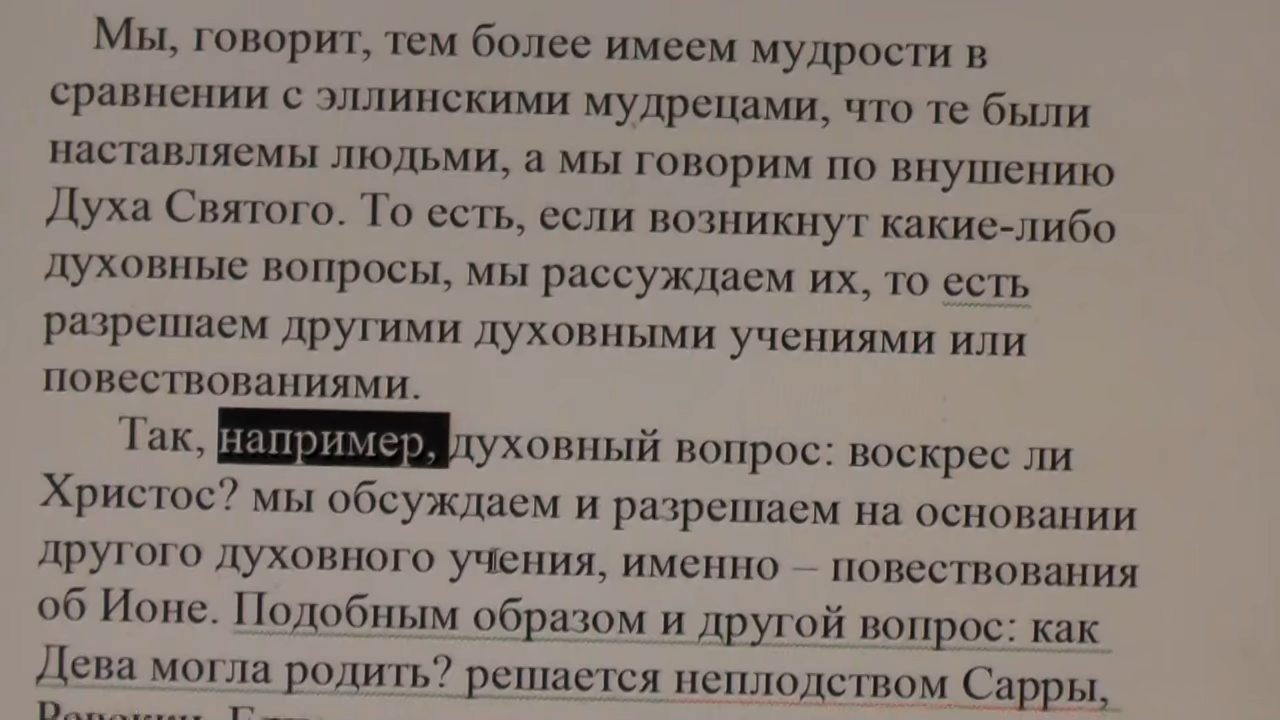 Мы, говорит, тем более имеем мудрости в
сравнении с эллинскими мудрецами, что те были
наставляемы людьми, а мы говорим по внушению
Духа Святого. То есть, если возникнут какие-либо
духовные вопросы, мы рассуждаем их, то есть
разрешаем другими духовными учениями или
повествованиями.
Так, например, духовный вопрос: воскрес ли
Христос? мы обсуждаем и разрешаем на основании
другого духовного учения, именно – повествования
об Ионе. Подобным образом и другой вопрос: как
Дева могла родить? решается неплодством Сарры,